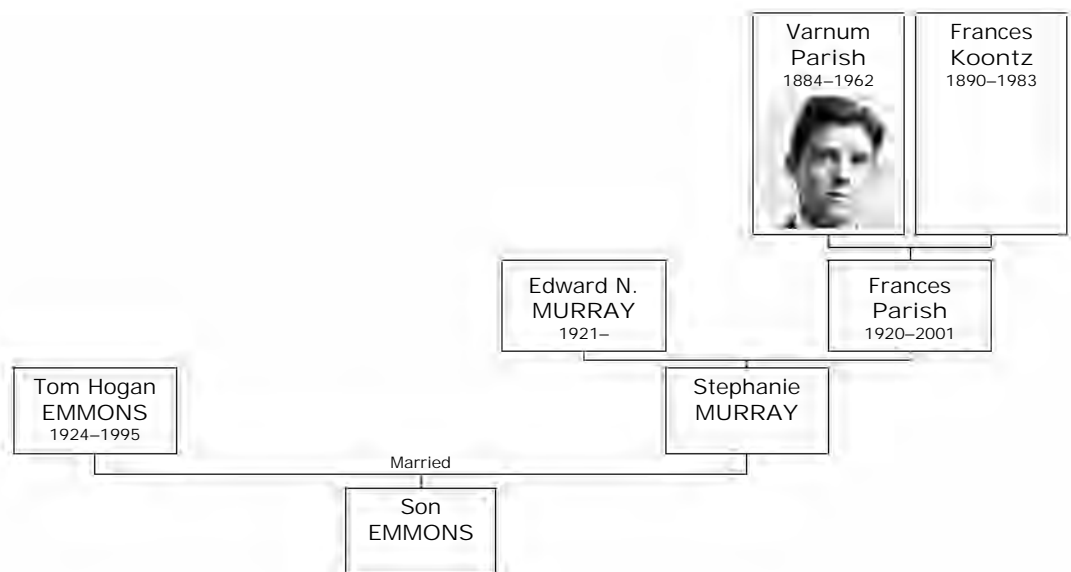 Varnum
Parish
1884–1962
Frances
Koontz
1890–1983
Edward N.
MURRAY
1921–
Frances
Parish
1920–2001
Tom Hogan
EMMONS
1924–1995
Stephanie
MURRAY
Married
Son
EMMONS